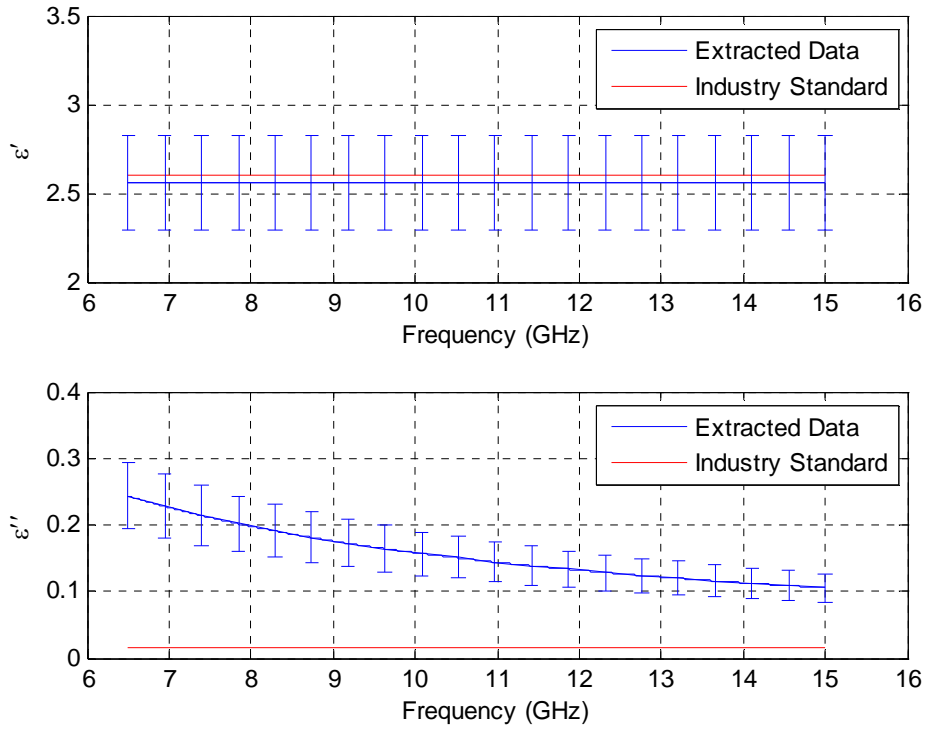 3.5
3
2.5
2
ε′
Extracted Data
Industry Standard
6 7 8 9 10 11 12 13 14 15 16
Frequency (GHz)
0.4
0.3
0.2
0.1
0
ε′′
Extracted Data
Industry Standard
6 7 8 9 10 11 12 13 14 15 16
Frequency (GHz)